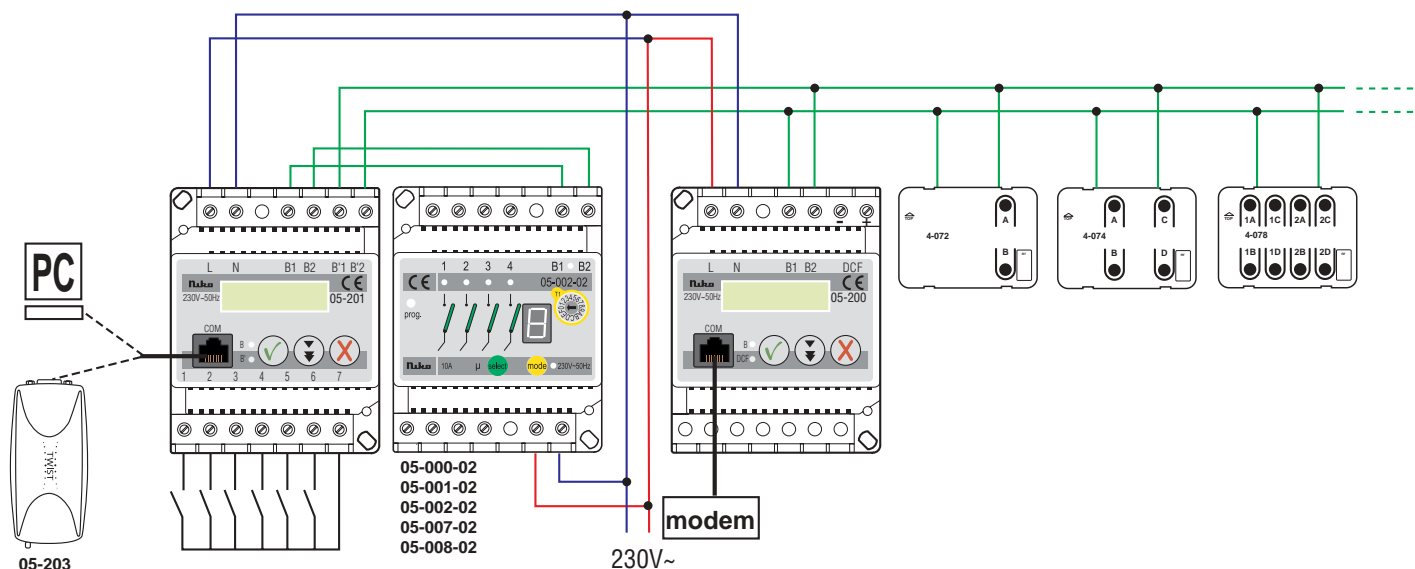 PC
TWIST
05-203
L N B1 B2 B'1 B'2
Niko
230V~50Hz
05-201
COM
B
B'
1 2 3 4 5 6 7
1 2 3 4 B1 B2
05-002-02
prog.
T1
Niko 10A µ select mode 230V~50Hz
05-000-02
05-001-02
05-002-02
05-007-02
05-008-02
230V~
- +
L N B1 B2 DCF
Niko
230V~50Hz
05-200
COM
B
DCF
modem
A
4-072
B
A C
4-074
B D
1A 1C 2A 2C
4-078
1B 1D 2B 2D